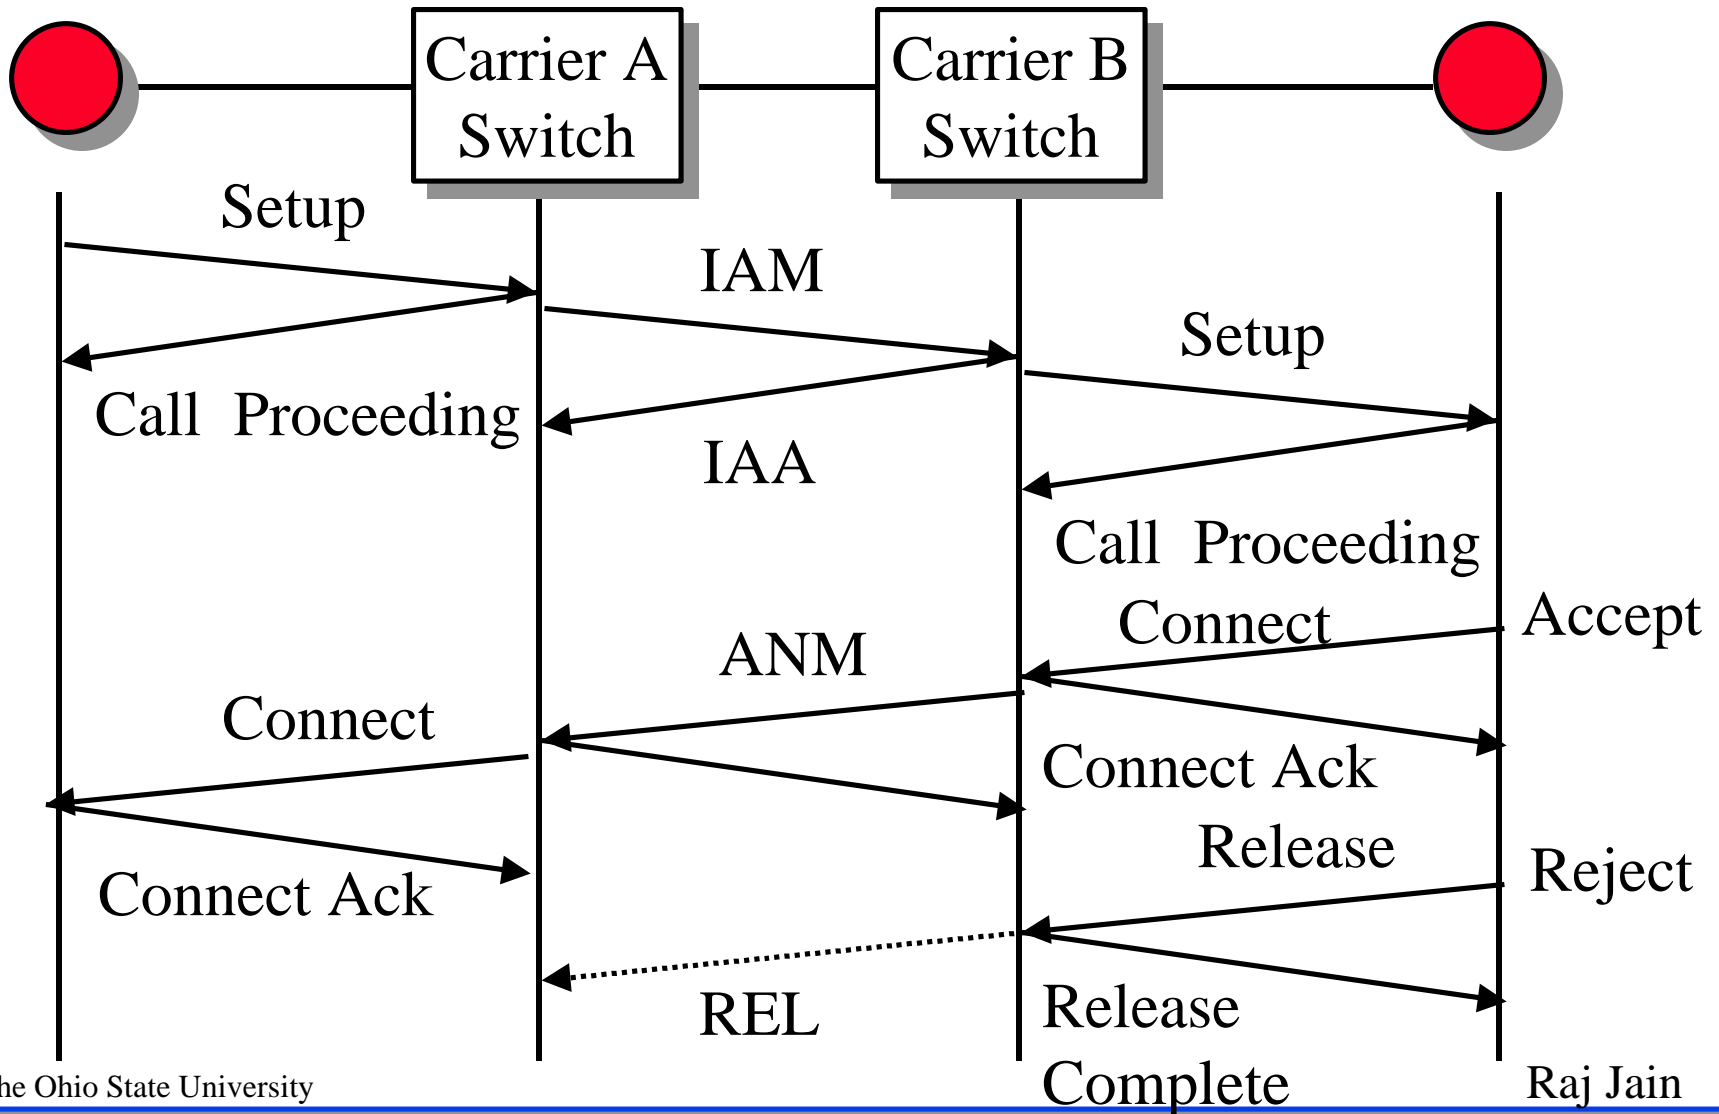 Carrier A
Switch
Carrier B
Switch
Setup
IAM
Setup
Call Proceeding
IAA
Call Proceeding
Connect
Accept
ANM
Connect
Connect Ack
Release
Reject
Connect Ack
REL
Release
Complete
he Ohio State University
Raj Jain